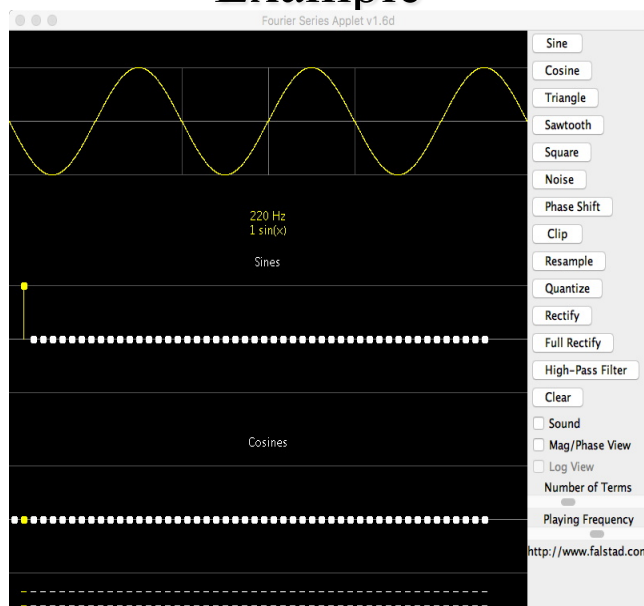 Example
Fourier Series Applet v1.6d
Sine
Cosine
Triangle
Sawtooth
Square
Noise
Phase Shift
Clip
Resample
Quantize
Rectify
Full Rectify
High-Pass Filter
Clear
Sound
Mag/Phase View
Log View
Number of Terms
Playing Frequency
http://www.falstad.com
220 Hz
1 sin(x)
Sines
Cosines